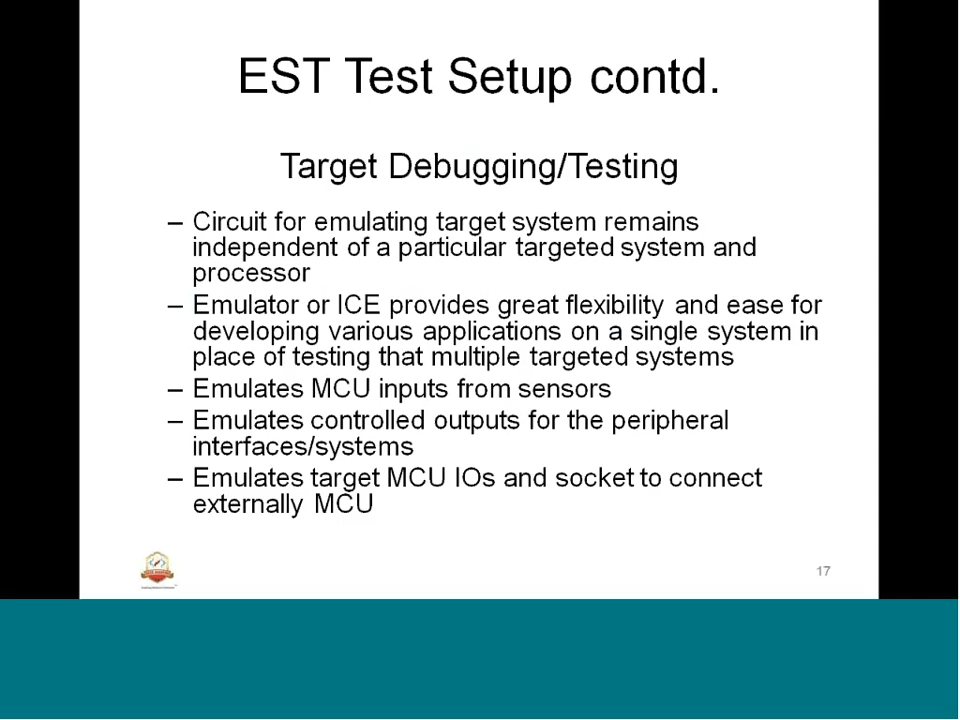 EST Test Setup contd.
Target Debugging/Testing
– Circuit for emulating target system remains
independent of a particular targeted system and
processor
– Emulator or ICE provides great flexibility and ease for
developing various applications on a single system in
place of testing that multiple targeted systems
– Emulates MCU inputs from sensors
– Emulates controlled outputs for the peripheral
interfaces/systems
– Emulates target MCU IOs and socket to connect
externally MCU
17